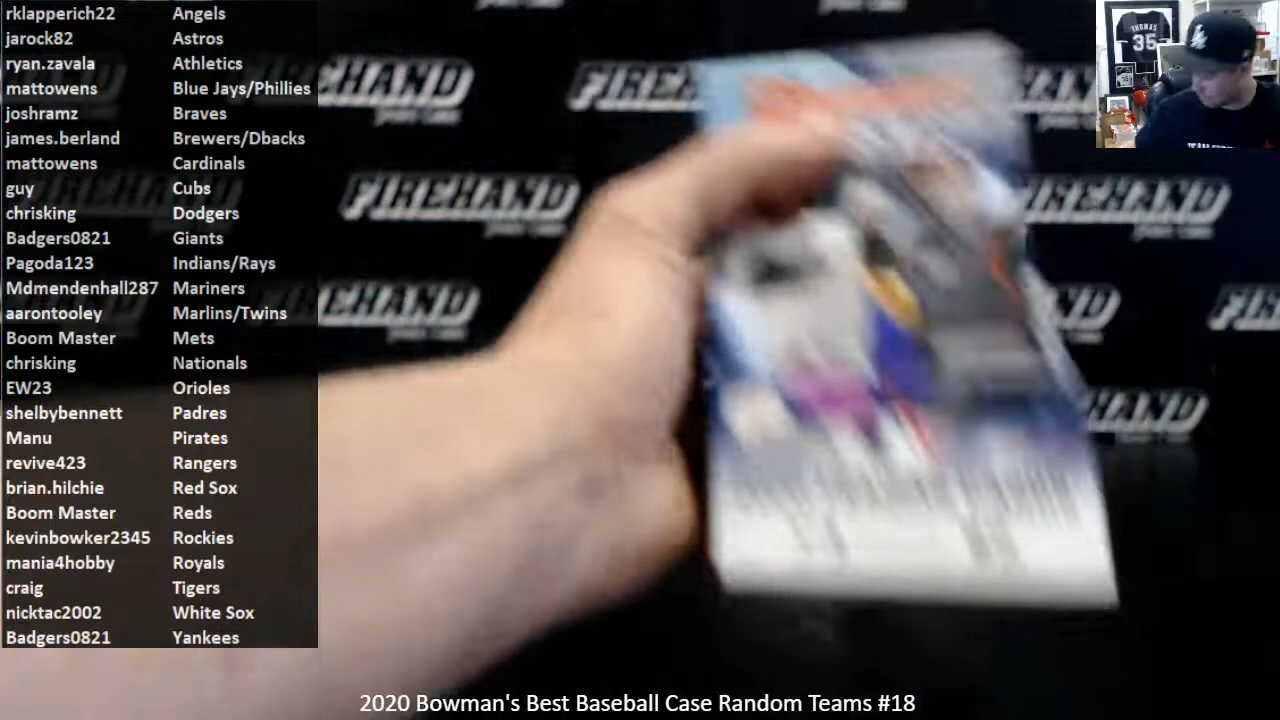 rklapperich22 Angels
jarock82 Astros
ryan.zavala Athletics
mattowens Blue Jays/Phillies
joshramz Braves
james.berland Brewers/Dbacks
mattowens Cardinals
guy Cubs
chrisking Dodgers
Badgers0821 Giants
Pagoda123 Indians/Rays
Mdmendenhall287 Mariners
aarontooley Marlins/Twins
Boom Master Mets
chrisking Nationals
EW23 Orioles
shelbybennett Padres
Manu Pirates
revive423 Rangers
brian.hilchie Red Sox
Boom Master Reds
kevinbowker2345 Rockies
mania4hobby Royals
craig Tigers
nicktac2002 White Sox
Badgers0821 Yankees
THOMAS
35
FIREHAND
FIREHAND
2020 Bowman's Best Baseball Case Random Teams #18